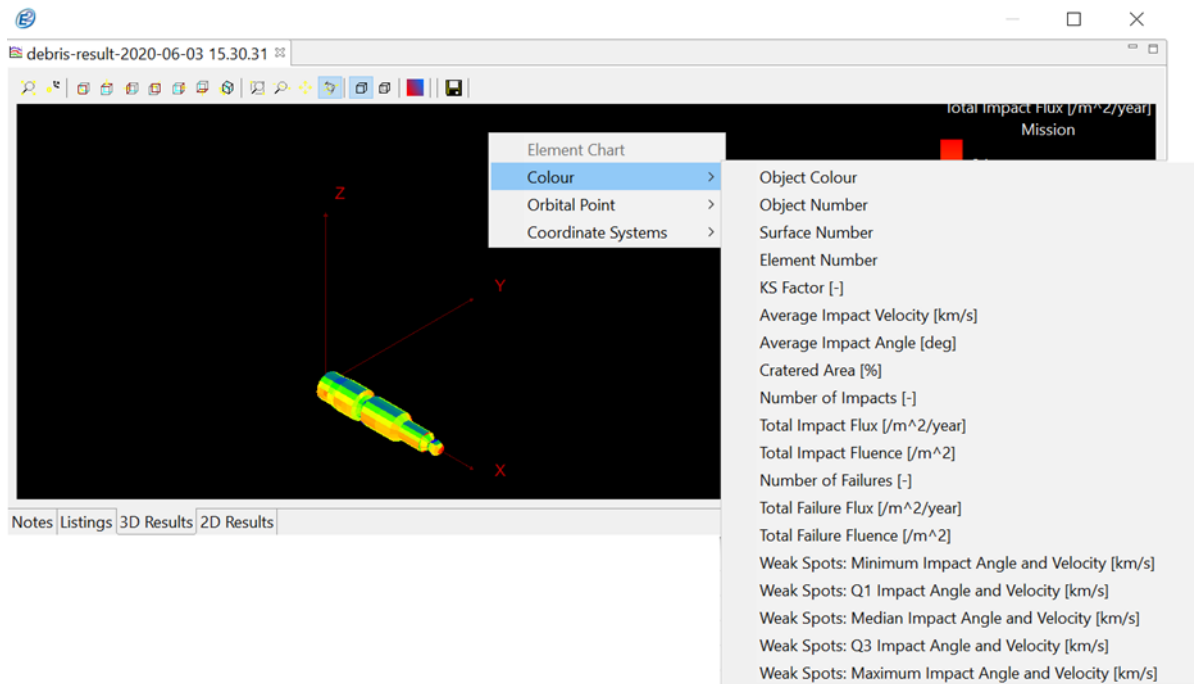 debris-result-2020-06-03 15.30.31
Total Impact Flux [/m^2/year]
Mission
Element Chart
Colour
Orbital Point
Coordinate Systems
Object Colour
Object Number
Surface Number
Element Number
KS Factor [-]
Average Impact Velocity [km/s]
Average Impact Angle [deg]
Cratered Area [%]
Number of Impacts [-]
Total Impact Flux [/m^2/year]
Total Impact Fluence [/m^2]
Number of Failures [-]
Total Failure Flux [/m^2/year]
Total Failure Fluence [/m^2]
Weak Spots: Minimum Impact Angle and Velocity [km/s]
Weak Spots: Q1 Impact Angle and Velocity [km/s]
Weak Spots: Median Impact Angle and Velocity [km/s]
Weak Spots: Q3 Impact Angle and Velocity [km/s]
Weak Spots: Maximum Impact Angle and Velocity [km/s]
Z
Y
X
Notes Listings 3D Results 2D Results